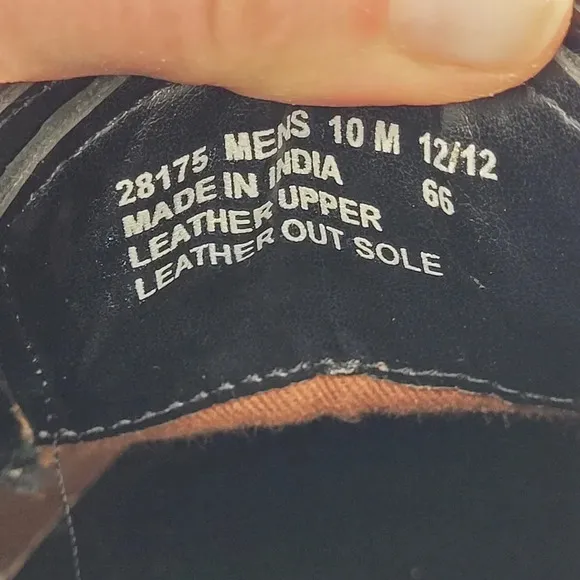 28175 MENS 10 M 12/12
MADE IN INDIA 66
LEATHER UPPER
LEATHER OUT SOLE